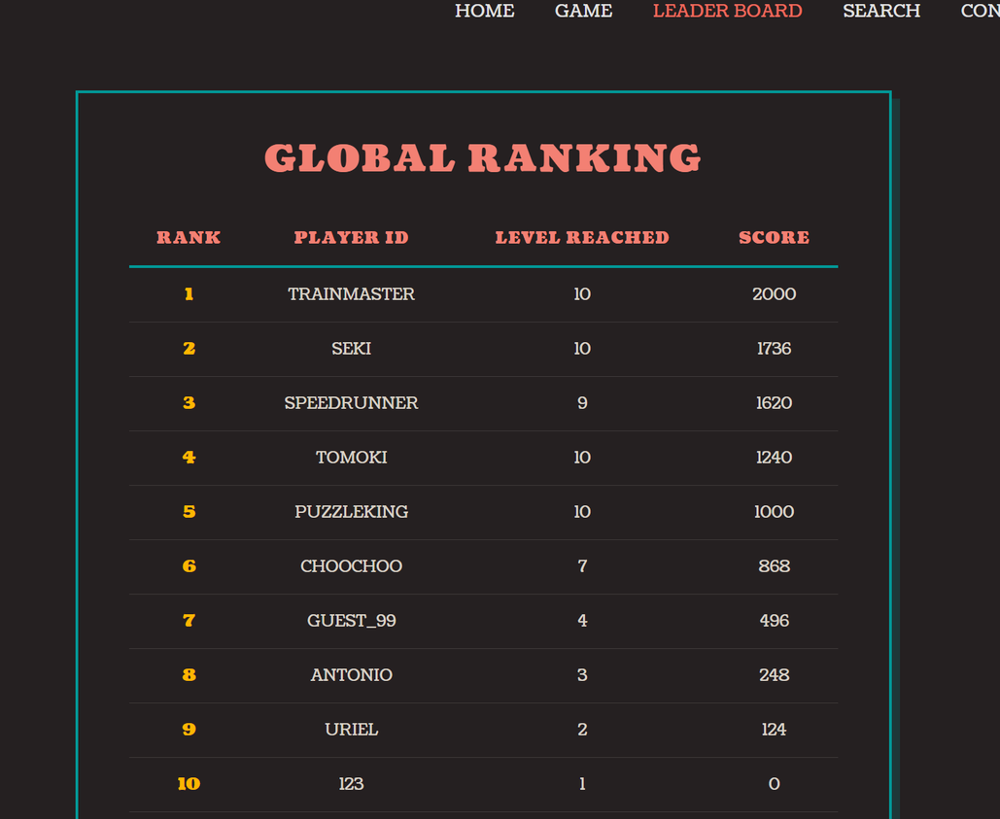 HOME GAME LEADER BOARD SEARCH CON
GLOBAL RANKING
RANK PLAYER ID LEVEL REACHED SCORE
1 TRAINMASTER 10 2000
2 SEKI 10 1736
3 SPEEDRUNNER 9 1620
4 TOMOKI 10 1240
5 PUZZLEKING 10 1000
6 CHOOCHOO 7 868
7 GUEST_99 4 496
8 ANTONIO 3 248
9 URIEL 2 124
10 123 1 0